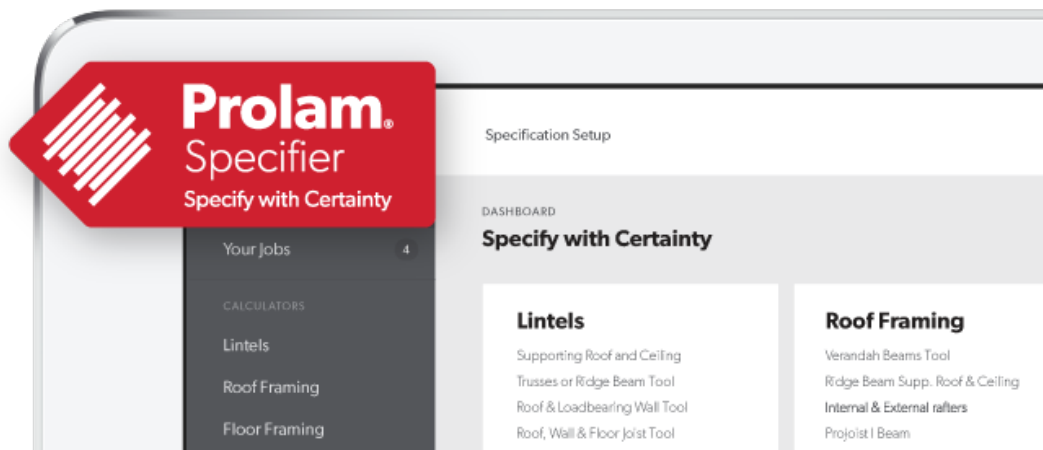 Prolam®
Specifier
Specify with Certainty
Specification Setup
Your Jobs 4
CALCULATORS
Lintels
Roof Framing
Floor Framing
DASHBOARD
Specify with Certainty
Lintels
Supporting Roof and Ceiling
Trusses or Ridge Beam Tool
Roof & Loadbearing Wall Tool
Roof, Wall & Floor Joist Tool
Roof Framing
Verandah Beams Tool
Ridge Beam Supp. Roof & Ceiling
Internal & External rafters
Projoist I Beam